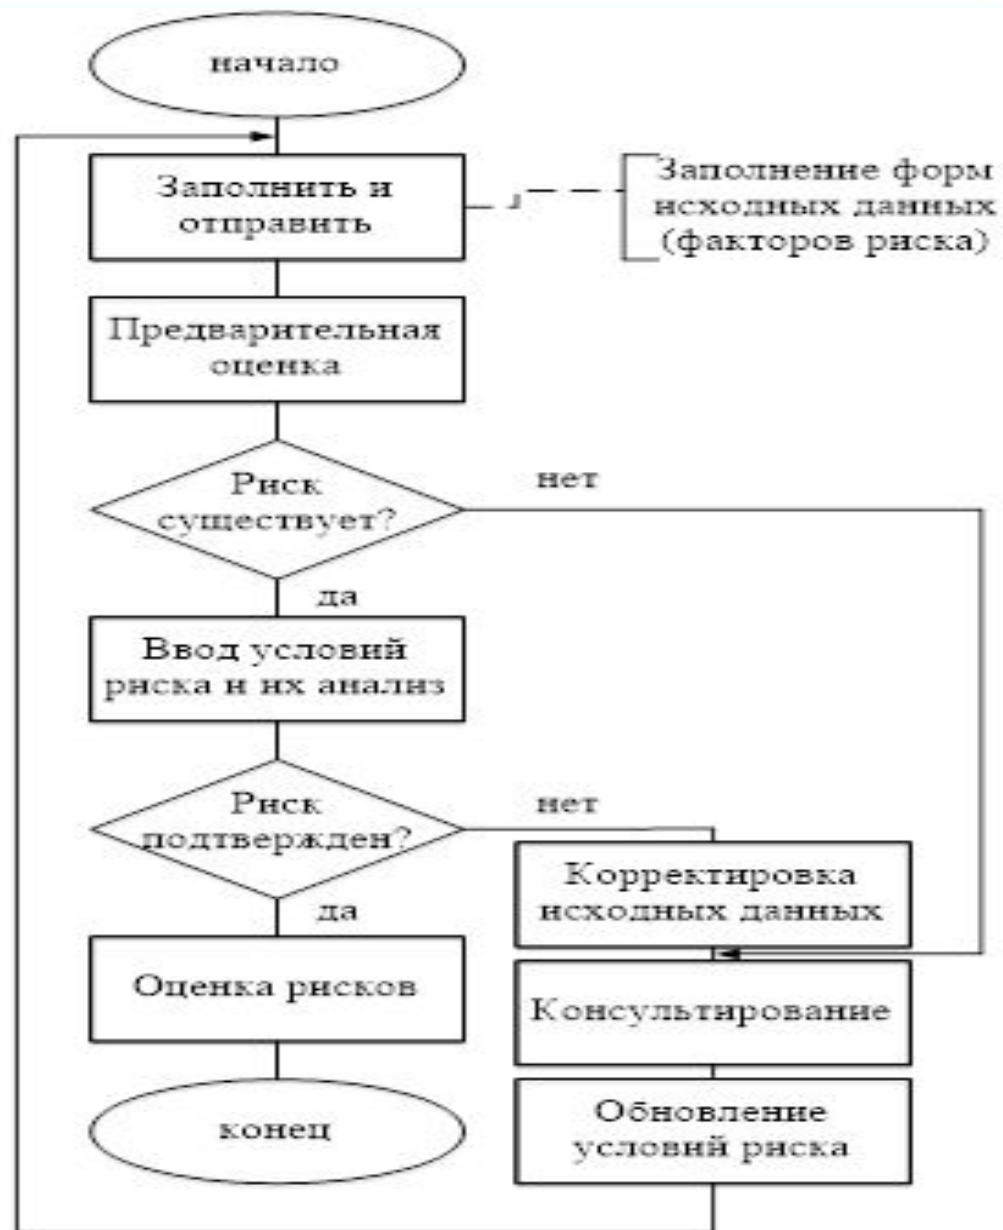 начало
Заполнить и
отправить
Заполнение форм
исходных данных
(факторов риска)
Предварительная
оценка
Риск
существует?
нет
да
Ввод условий
риска и их анализ
Риск
подтвержден?
нет
да
Корректировка
исходных данных
Оценка рисков
Консультирование
Обновление
условий риска
конец